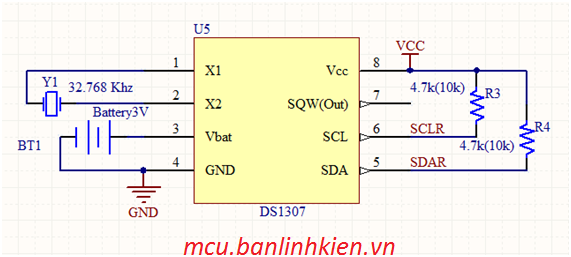 U5
1 X1 Vcc 8 VCC
Y1 32.768 Khz
2 X2 SQW(Out) 7
4.7k(10k) R3
Battery3V
3 Vbat SCL 6 SCLR
R4
BT1
4.7k(10k)
4 GND SDA 5 SDAR
GND
DS1307
mcu.banlinhkien.vn